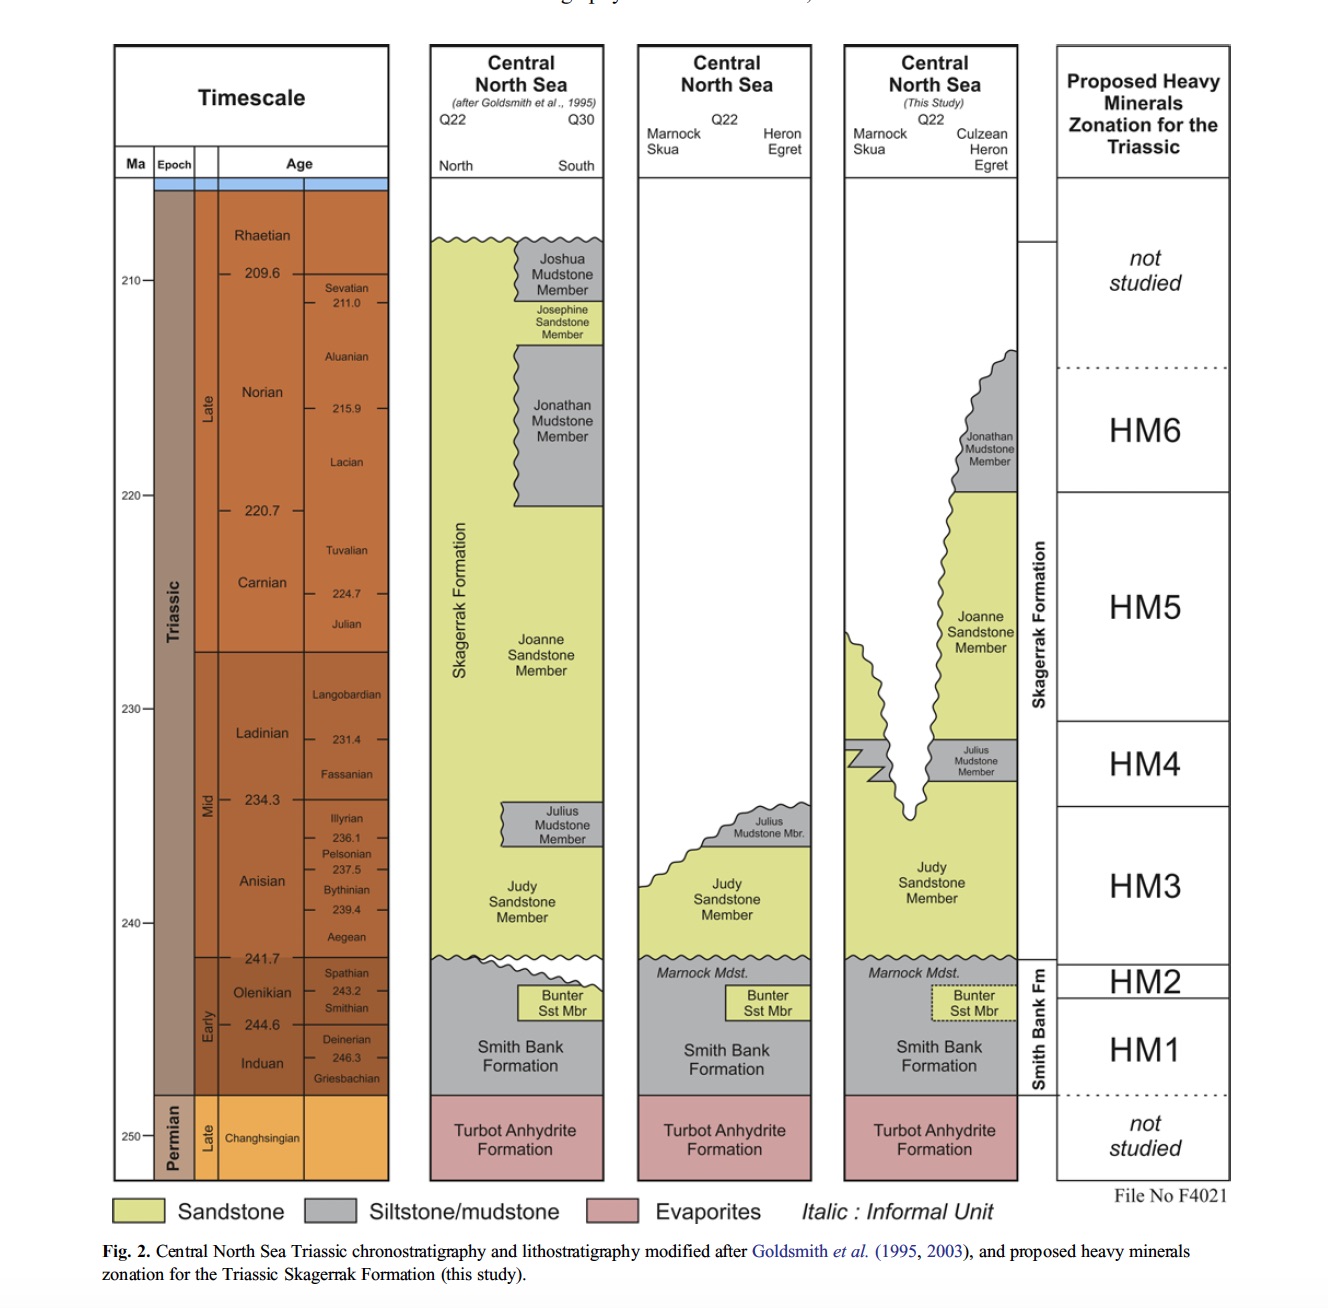 Timescale
Ma
Epoch
Age
210
220
230
240
250
Triassic
Permian
Late
Mid
Early
Late
Rhaetian
209.6
Norian
220.7
Carnian
Ladinian
234.3
Anisian
241.7
Olenikian
244.6
Induan
Changhsingian
Sevatian
211.0
Aluanian
215.9
Lacian
Tuvalian
224.7
Julian
Langobardian
231.4
Fassanian
Illyrian
236.1
Pelsonian
237.5
Bythinian
239.4
Aegean
Spathian
243.2
Smithian
Deinerian
246.3
Griesbachian
Central
North Sea
(after Goldsmith et al., 1995)
Q22 Q30
North South
Skagerrak Formation
Joshua
Mudstone
Member
Josephine
Sandstone
Member
Jonathan
Mudstone
Member
Joanne
Sandstone
Member
Julius
Mudstone
Member
Judy
Sandstone
Member
Bunter
Sst Mbr
Smith Bank
Formation
Turbot Anhydrite
Formation
Central
North Sea
Q22
Marnock Heron
Skua Egret
Julius
Mudstone Mbr.
Judy
Sandstone
Member
Marnock Mdst.
Bunter
Sst Mbr
Smith Bank
Formation
Turbot Anhydrite
Formation
Central
North Sea
(This Study)
Q22
Marnock Culzean
Skua Heron
Egret
Jonathan
Mudstone
Member
Joanne
Sandstone
Member
Julius
Mudstone
Member
Judy
Sandstone
Member
Marnock Mdst.
Bunter
Sst Mbr
Smith Bank
Formation
Turbot Anhydrite
Formation
Skagerrak Formation
Smith Bank Fm
Proposed Heavy
Minerals
Zonation for the
Triassic
not
studied
HM6
HM5
HM4
HM3
HM2
HM1
not
studied
File No F4021
Sandstone Siltstone/mudstone Evaporites Italic : Informal Unit
Fig. 2. Central North Sea Triassic chronostratigraphy and lithostratigraphy modified after Goldsmith et al. (1995, 2003), and proposed heavy minerals
zonation for the Triassic Skagerrak Formation (this study).